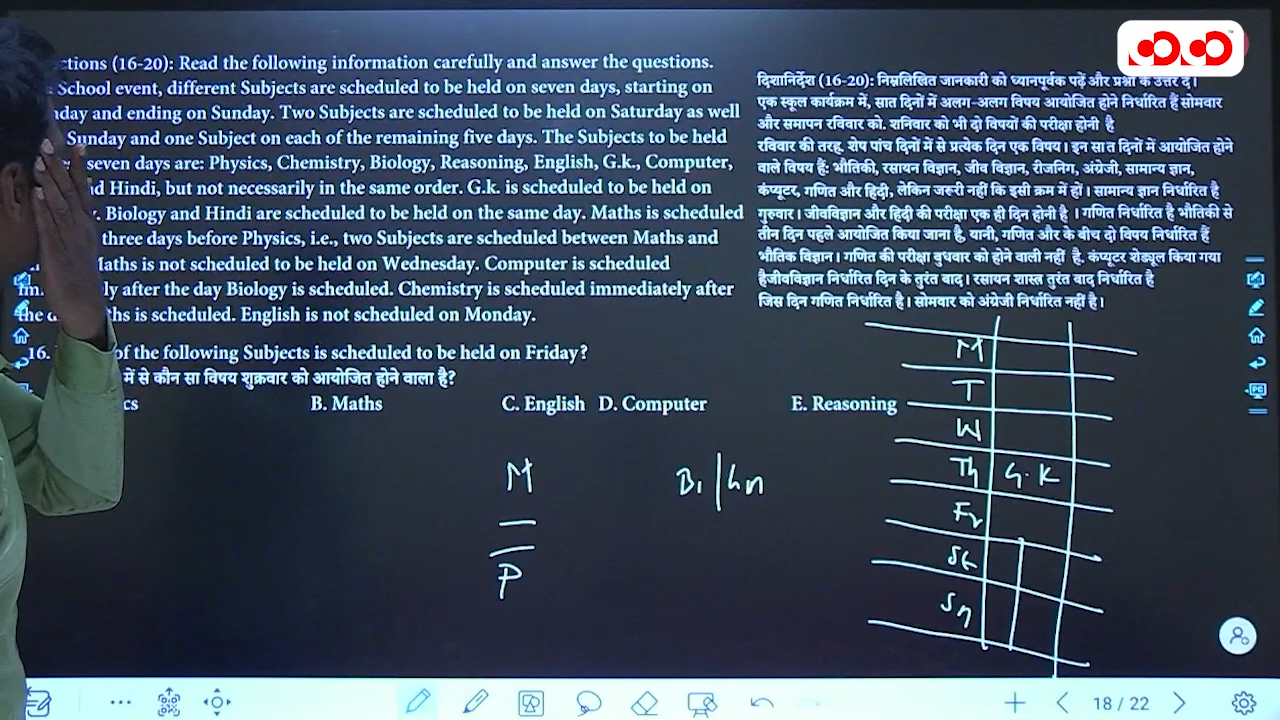 ctions (16-20): Read the following information carefully and answer the questions.
School event, different Subjects are scheduled to be held on seven days, starting on
nday and ending on Sunday. Two Subjects are scheduled to be held on Saturday as well
Sunday and one Subject on each of the remaining five days. The Subjects to be held
seven days are: Physics, Chemistry, Biology, Reasoning, English, G.k., Computer,
d Hindi, but not necessarily in the same order. G.k. is scheduled to be held on
y. Biology and Hindi are scheduled to be held on the same day. Maths is scheduled
three days before Physics, i.e., two Subjects are scheduled between Maths and
Maths is not scheduled to be held on Wednesday. Computer is scheduled
imm ly after the day Biology is scheduled. Chemistry is scheduled immediately after
the d ths is scheduled. English is not scheduled on Monday.
16. of the following Subjects is scheduled to be held on Friday?
में से कौन सा विषय शुक्रवार को आयोजित होने वाला है?
cs B. Maths C. English D. Computer E. Reasoning
दिशानिर्देश (16-20): निम्नलिखित जानकारी को ध्यानपूर्वक पढ़ें और प्रश्नों के उत्तर दें।
एक स्कूल कार्यक्रम में, सात दिनों में अलग-अलग विषय आयोजित होने निर्धारित हैं सोमवार
और समापन रविवार को. शनिवार को भी दो विषयों की परीक्षा होनी है
रविवार की तरह, शेष पांच दिनों में से प्रत्येक दिन एक विषय। इन सात दिनों में आयोजित होने
वाले विषय हैं: भौतिकी, रसायन विज्ञान, जीव विज्ञान, रीजनिंग, अंग्रेजी, सामान्य ज्ञान,
कंप्यूटर, गणित और हिंदी, लेकिन जरूरी नहीं कि इसी क्रम में हों। सामान्य ज्ञान निर्धारित है
गुरुवार। जीवविज्ञान और हिंदी की परीक्षा एक ही दिन होनी है। गणित निर्धारित है भौतिकी से
तीन दिन पहले आयोजित किया जाना है, यानी, गणित और के बीच दो विषय निर्धारित हैं
भौतिक विज्ञान। गणित की परीक्षा बुधवार को होने वाली नहीं है. कंप्यूटर शेड्यूल किया गया
हैजीवविज्ञान निर्धारित दिन के तुरंत बाद। रसायन शास्त्र तुरंत बाद निर्धारित है
जिस दिन गणित निर्धारित है। सोमवार को अंग्रेजी निर्धारित नहीं है।
M
P
Bi
M
T
W
Th G.K
Fr
St
Sn
18 / 22